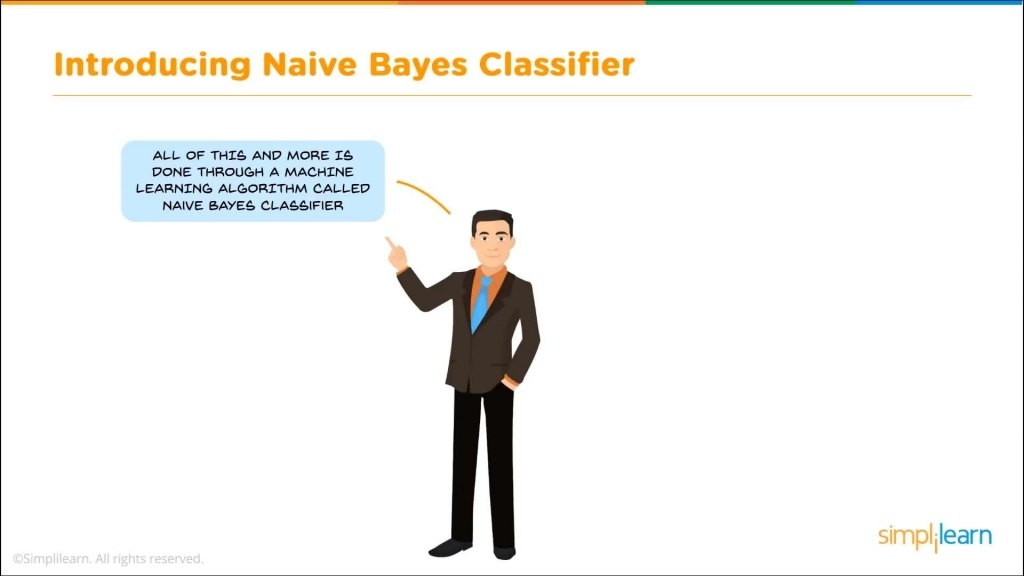 Introducing Naive Bayes Classifier
ALL OF THIS AND MORE IS
DONE THROUGH A MACHINE
LEARNING ALGORITHM CALLED
NAIVE BAYES CLASSIFIER
©Simplilearn. All rights reserved.
simplilearn